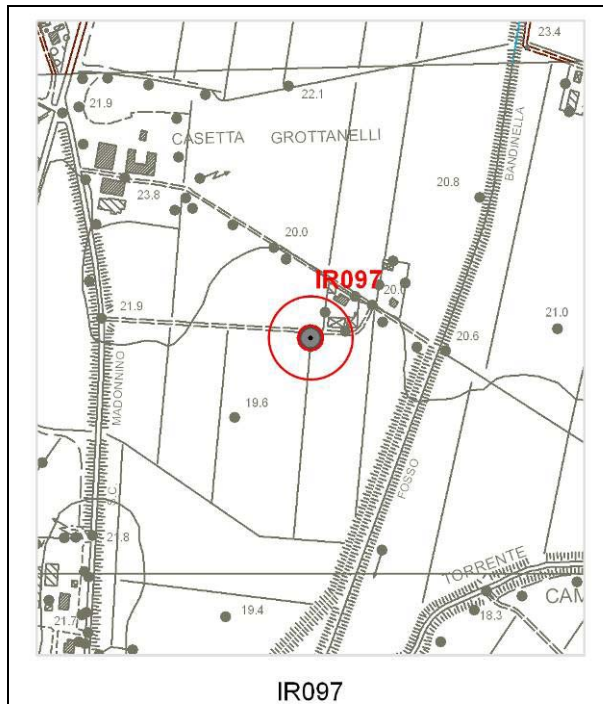 23.4
22.1
21.9
CASETTA GROTTANELLI
BANDINELLA
23.8
20.8
20.0
IR097
20.0
21.9
21.0
20.6
MADONNINO
19.6
FOSSO
S.C.
21.8
TORRENTE
CAM
18.3
19.4
21.7
IR097